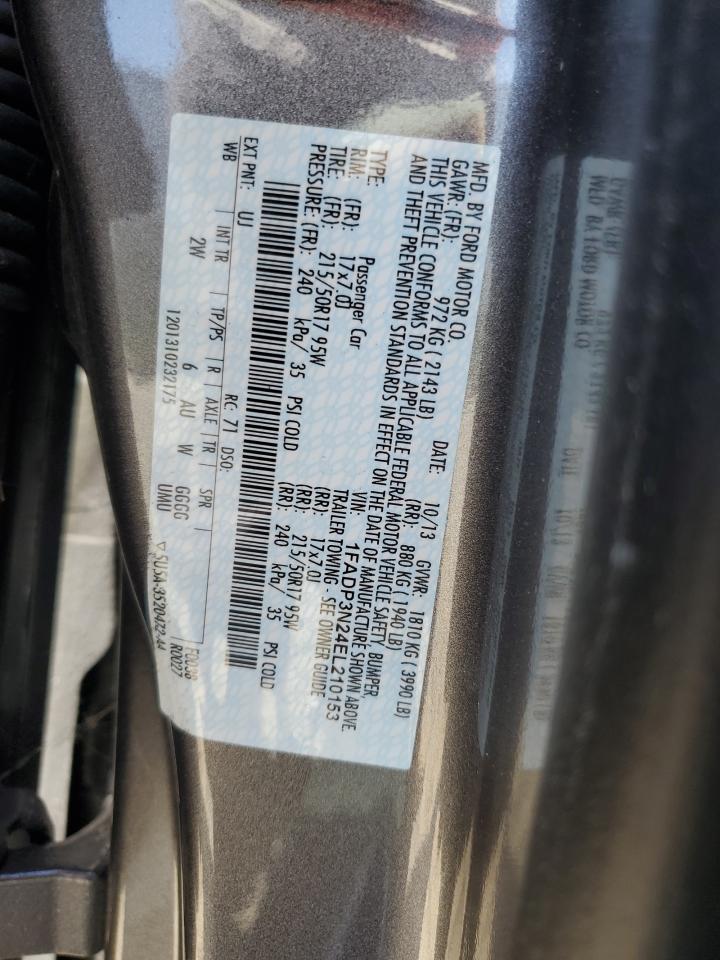 MFD. BY FORD MOTOR CO.
DATE: 10/13 GVWR: 1810 KG ( 3990 LB)
GAWR: (FR): 972 KG ( 2143 LB) (RR): 880 KG ( 1940 LB)
THIS VEHICLE CONFORMS TO ALL APPLICABLE FEDERAL MOTOR VEHICLE SAFETY, BUMPER,
AND THEFT PREVENTION STANDARDS IN EFFECT ON THE DATE OF MANUFACTURE SHOWN ABOVE.
VIN: 1FADP3N24EL210153
TYPE: Passenger Car TRAILER TOWING - SEE OWNER GUIDE
RIM: (FR): 17x7.0J (RR): 17x7.0J
TIRE: (FR): 215/50R17 95W (RR): 215/50R17 95W
PRESSURE: (FR): 240 kPa/ 35 PSI COLD (RR): 240 kPa/ 35 PSI COLD
EXT PNT: UJ RC: 71 DSO: F0038
WB INT TR TP/PS R AXLE TR SPR R0027
2W 6 AU W GGGG
1201310232175 UMU